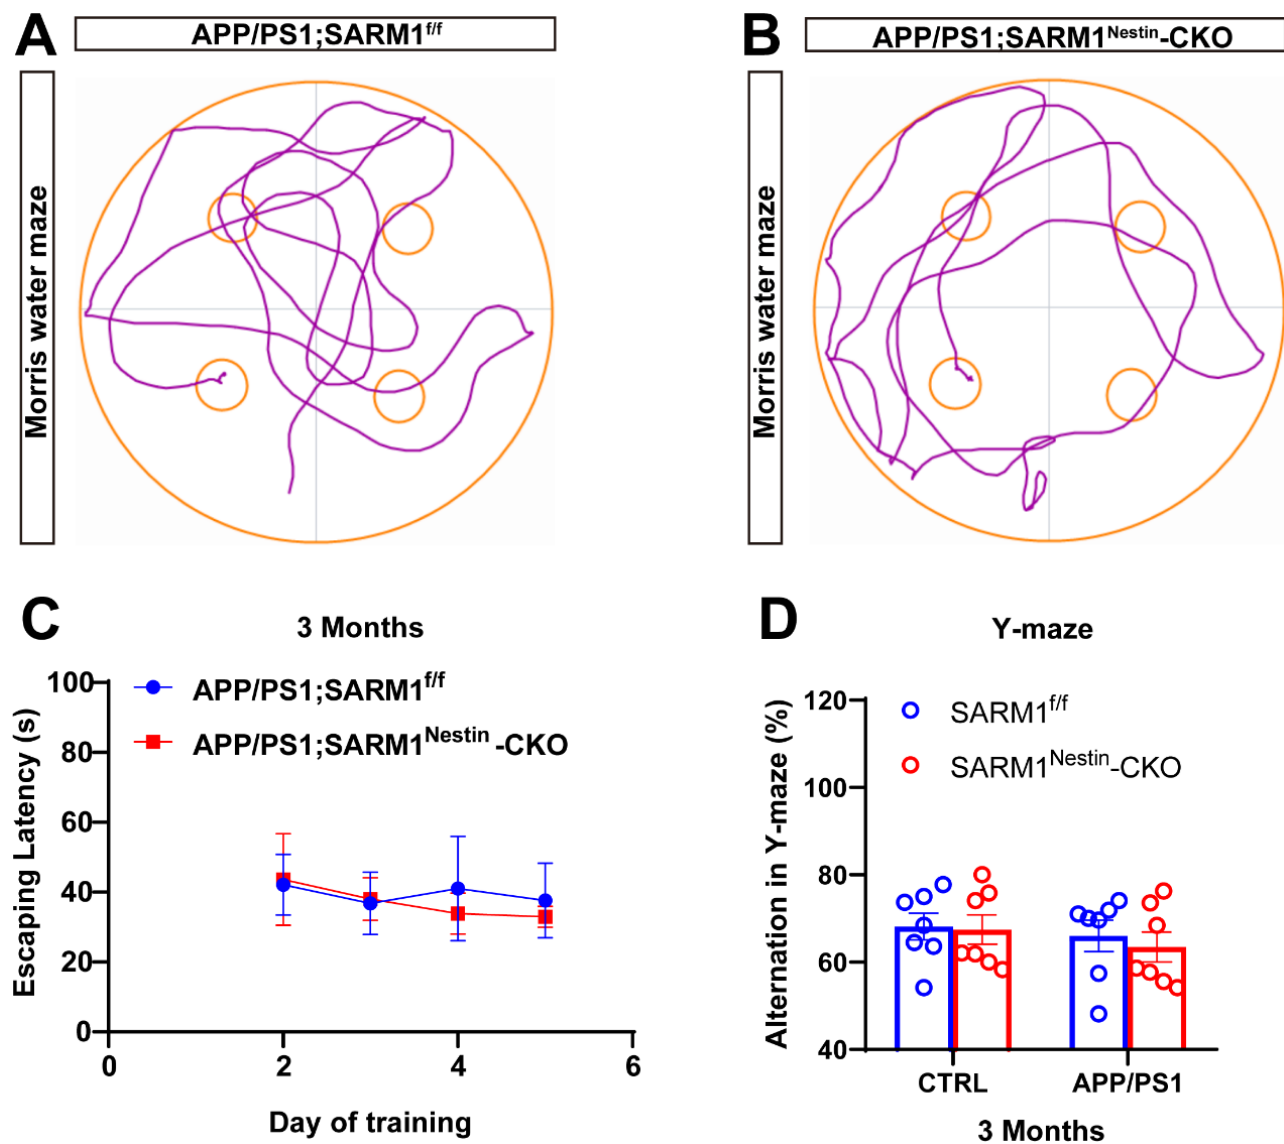 A
APP/PS1;SARM1f/f
B
APP/PS1;SARM1Nestin-CKO
Morris water maze
Morris water maze
C
3 Months
APP/PS1;SARM1f/f
APP/PS1;SARM1Nestin -CKO
Escaping Latency (s)
100
80
60
40
20
0
0
2
4
6
Day of training
D
Y-maze
SARM1f/f
SARM1Nestin-CKO
Alternation in Y-maze (%)
120
100
80
60
40
CTRL
APP/PS1
3 Months